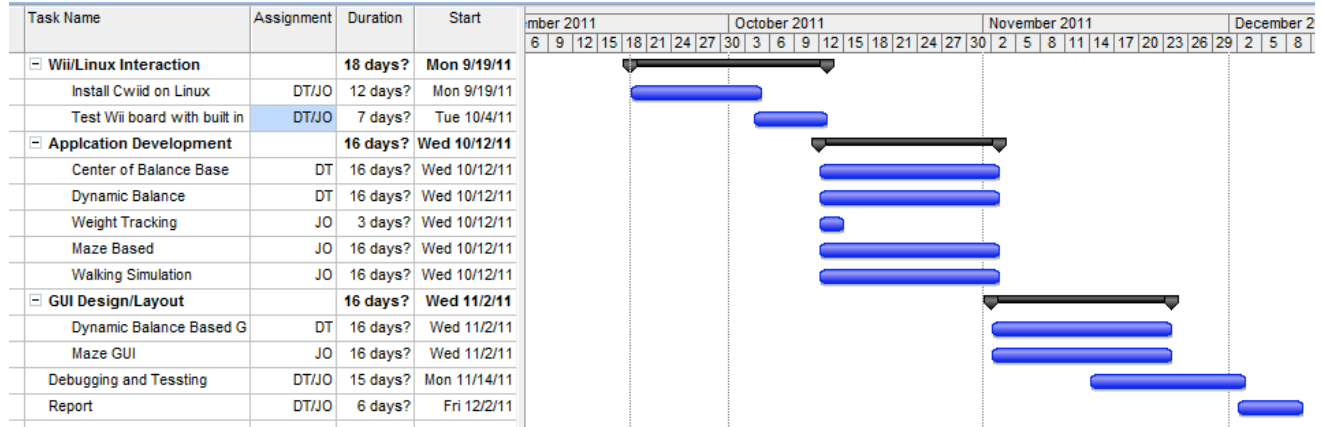 Task Name Assignment Duration Start
mber 2011 October 2011 November 2011 December 2
6 9 12 15 18 21 24 27 30 3 6 9 12 15 18 21 24 27 30 2 5 8 11 14 17 20 23 26 29 2 5 8
Wii/Linux Interaction 18 days? Mon 9/19/11
Install Cwiid on Linux DT/JO 12 days? Mon 9/19/11
Test Wii board with built in DT/JO 7 days? Tue 10/4/11
Applcation Development 16 days? Wed 10/12/11
Center of Balance Base DT 16 days? Wed 10/12/11
Dynamic Balance DT 16 days? Wed 10/12/11
Weight Tracking JO 3 days? Wed 10/12/11
Maze Based JO 16 days? Wed 10/12/11
Walking Simulation JO 16 days? Wed 10/12/11
GUI Design/Layout 16 days? Wed 11/2/11
Dynamic Balance Based G DT 16 days? Wed 11/2/11
Maze GUI JO 16 days? Wed 11/2/11
Debugging and Tessting DT/JO 15 days? Mon 11/14/11
Report DT/JO 6 days? Fri 12/2/11